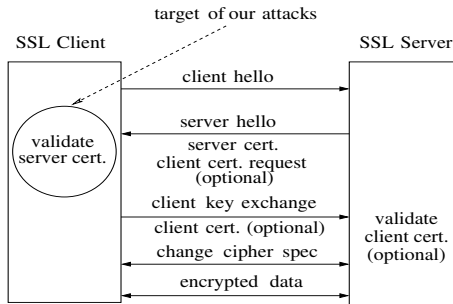 target of our attacks
SSL Client
SSL Server
client hello
validate
server cert.
server hello
server cert.
client cert. request
(optional)
client key exchange
client cert. (optional)
change cipher spec
encrypted data
validate
client cert.
(optional)